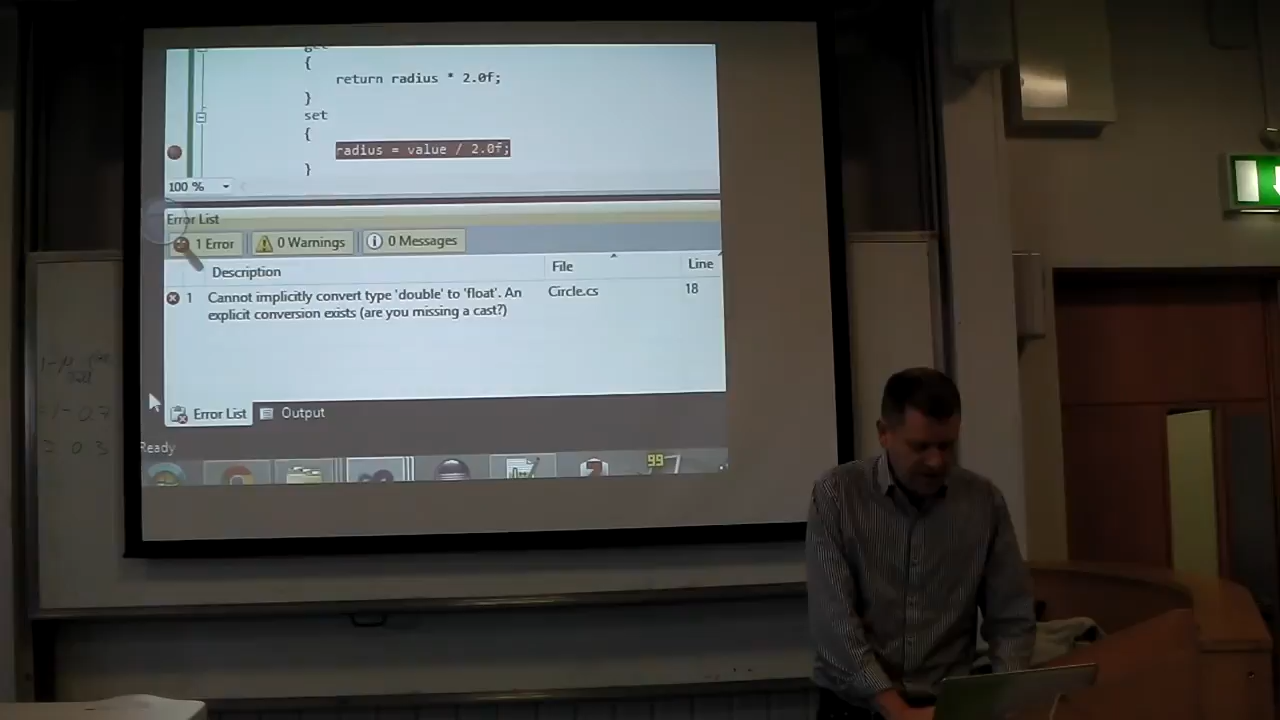 {
return radius * 2.0f;
}
set
{
radius = value / 2.0f;
}
100 %
Error List
1 Error 0 Warnings 0 Messages
Description File Line
1 Cannot implicitly convert type 'double' to 'float'. An Circle.cs 18
explicit conversion exists (are you missing a cast?)
Error List Output
Ready
99